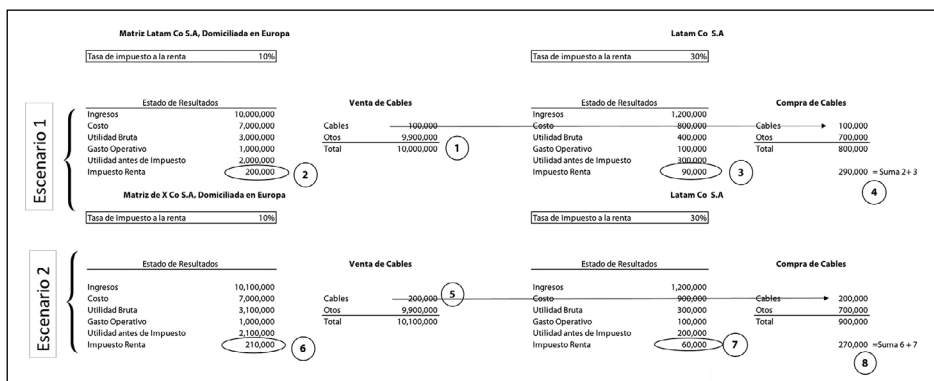 Matriz Latam Co S.A, Domiciliada en Europa
Latam Co S.A
Tasa de impuesto a la renta 10%
Tasa de impuesto a la renta 30%
Escenario 1
Estado de Resultados Venta de Cables Estado de Resultados Compra de Cables
Ingresos 10,000,000 1,200,000
Costo 7,000,000 Cables 100,000 Costo 800,000 Cables 100,000
Utilidad Bruta 3,000,000 Otos 9,900,000 Utilidad Bruta 400,000 Otos 700,000
Gasto Operativo 1,000,000 Total 10,000,000 1 Gasto Operativo 100,000 Total 800,000
Utilidad antes de Impuesto 2,000,000 Utilidad antes de Impuesto 300,000
Impuesto Renta 200,000 2 Impuesto Renta 90,000 3 290,000 = Suma 2+ 3
4
Matriz de X Co S.A, Domiciliada en Europa
Latam Co S.A
Tasa de Impuesto a la renta 10%
Tasa de Impuesto a la renta 30%
Escenario 2
Estado de Resultados Venta de Cables Estado de Resultados Compra de Cables
Ingresos 10,100,000 Ingresos 1,200,000
Costo 7,000,000 Cables 200,000 5 Costo 900,000 Cables 200,000
Utilidad Bruta 3,100,000 Otos 9,900,000 Utilidad Bruta 300,000 Otos 700,000
Gasto Operativo 1,000,000 Total 10,100,000 Gasto Operativo 100,000 Total 900,000
Utilidad antes de Impuesto 2,100,000 Utilidad antes de Impuesto 200,000
Impuesto Renta 210,000 6 Impuesto Renta 60,000 7 270,000 =Suma 6 + 7
8